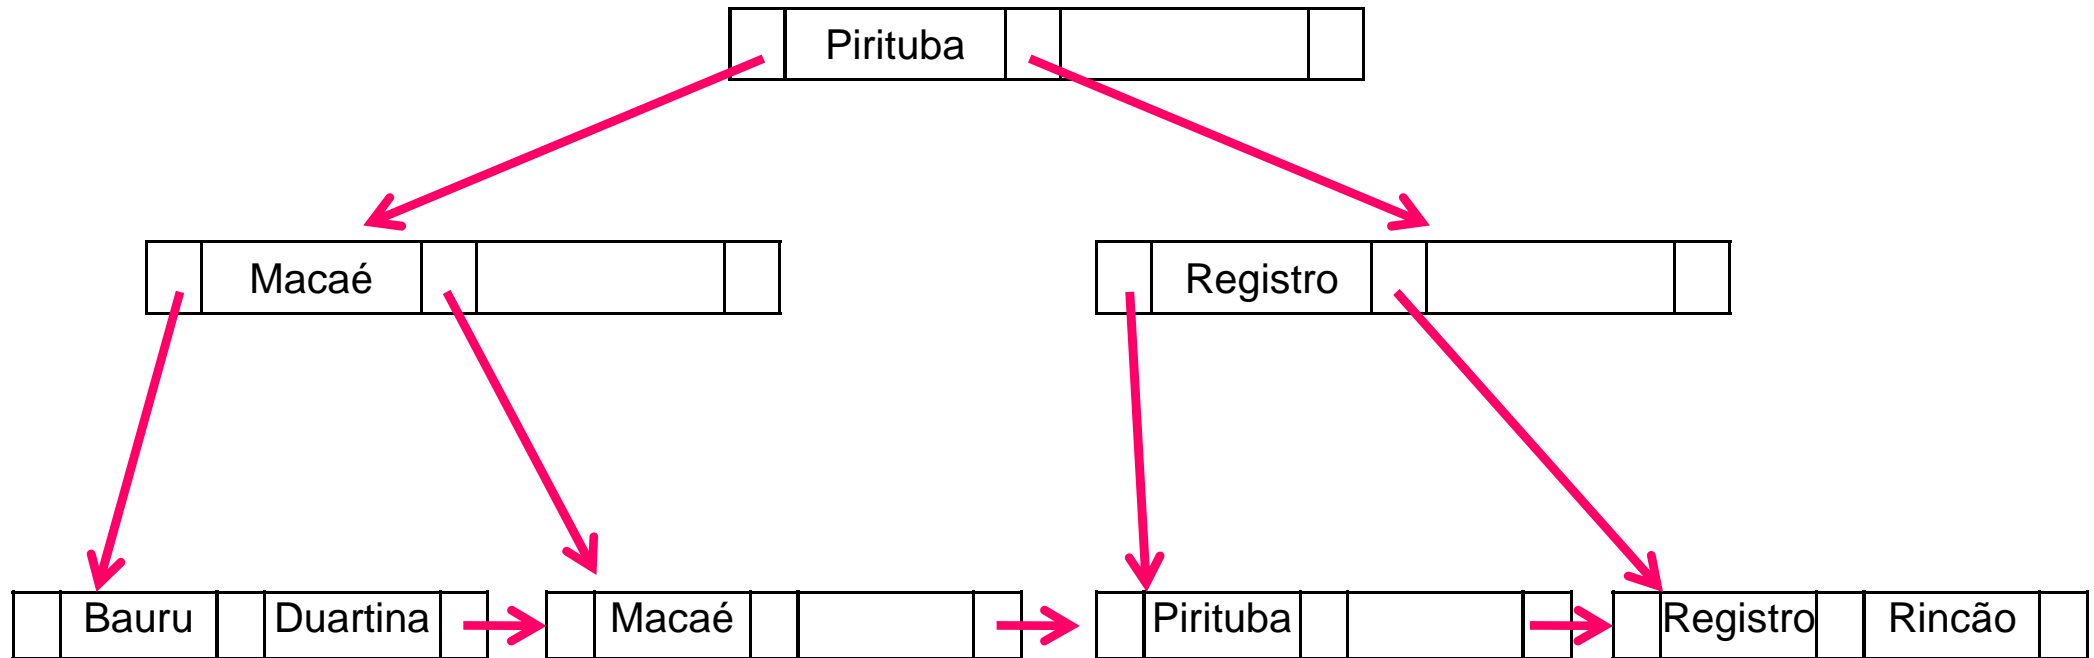 Pirituba
Macaé
Registro
Bauru Duartina Macaé Pirituba Registro Rincão